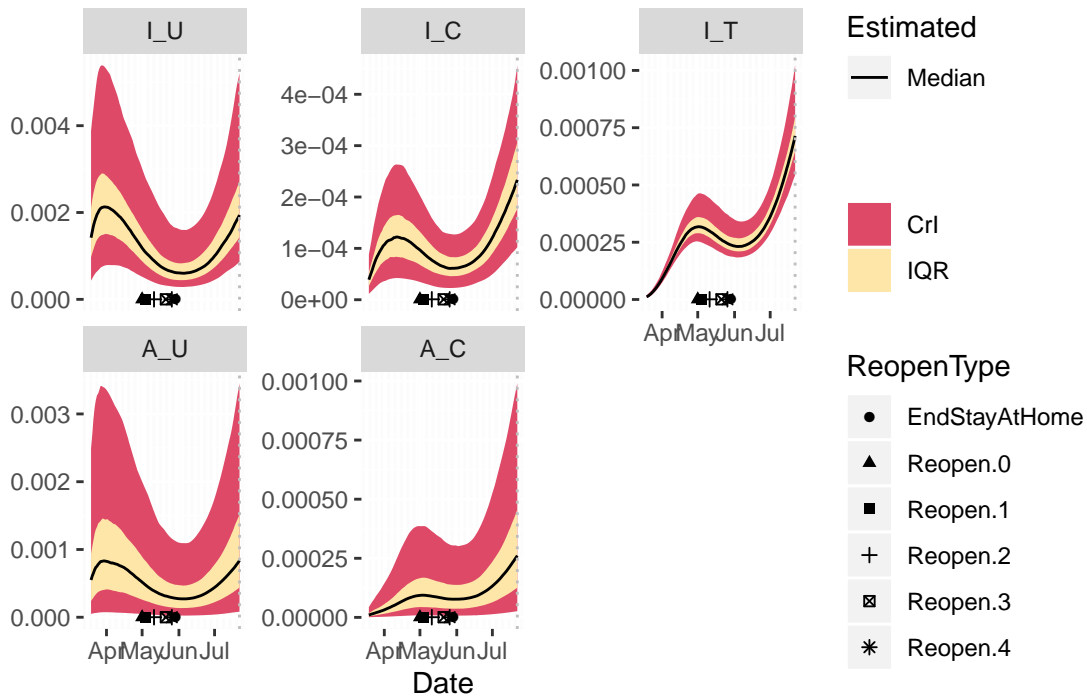 I_U
I_C
I_T
0.004
0.002
0.000
4e−04
3e−04
2e−04
1e−04
0e+00
0.00100
0.00075
0.00050
0.00025
0.00000
Apr May Jun Jul
A_U
A_C
0.003
0.002
0.001
0.000
0.00100
0.00075
0.00050
0.00025
0.00000
Apr May Jun Jul
Apr May Jun Jul
Date
Estimated
Median
CrI
IQR
ReopenType
EndStayAtHome
Reopen.0
Reopen.1
Reopen.2
Reopen.3
Reopen.4